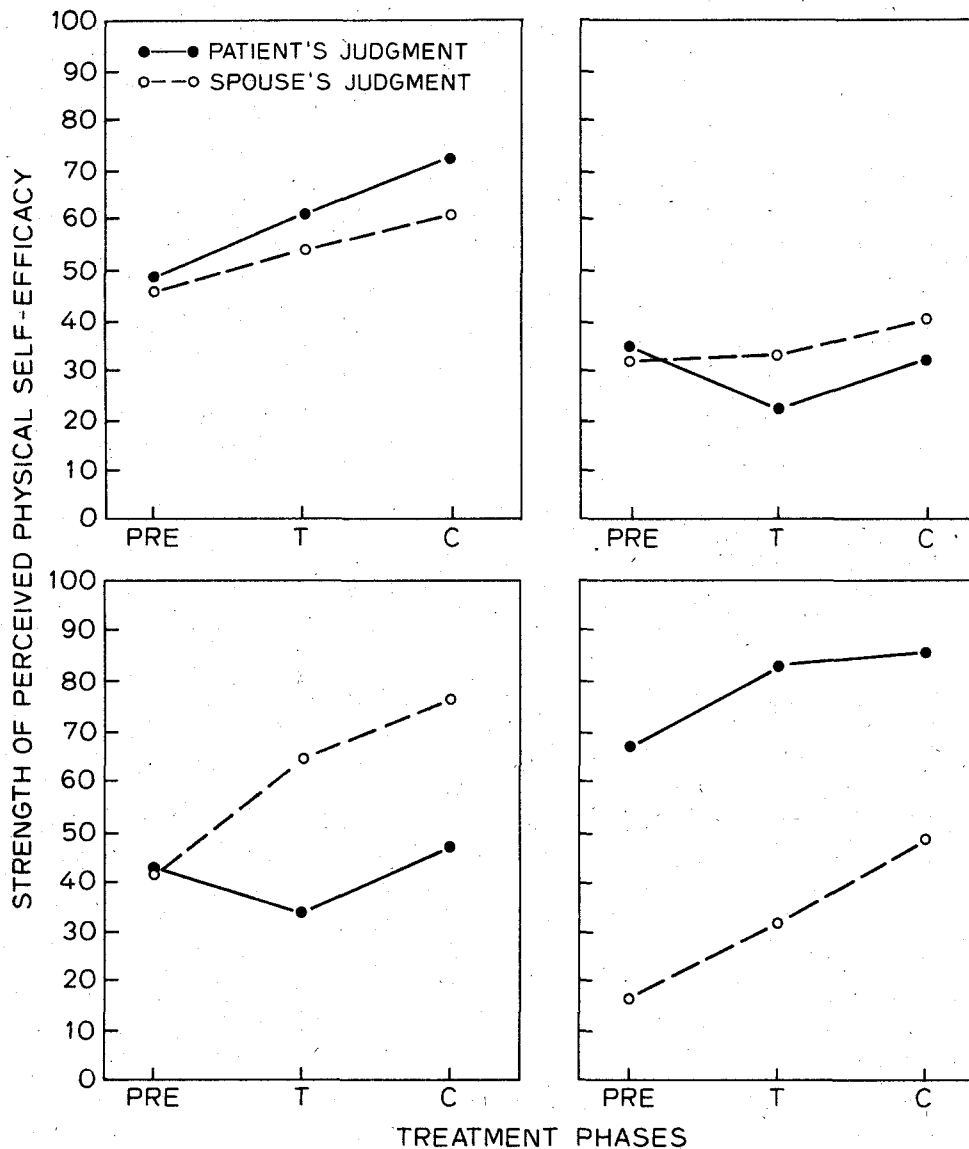 STRENGTH OF PERCEIVED PHYSICAL SELF-EFFICACY
100
90
80
70
60
50
40
30
20
10
0
PATIENT'S JUDGMENT
SPOUSE'S JUDGMENT
PRE T C
PRE T C
100
90
80
70
60
50
40
30
20
10
0
PRE T C
PRE T C
TREATMENT PHASES